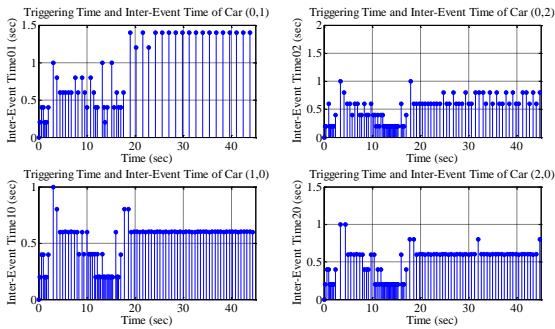 Triggering Time and Inter-Event Time of Car (0,1)
Inter-Event Time01 (sec)
1.5
1
0.5
0
0 10 20 30 40
Time (sec)
Triggering Time and Inter-Event Time of Car (0,2)
Inter-Event Time02 (sec)
2
1.5
1
0.5
0
0 10 20 30 40
Time (sec)
Triggering Time and Inter-Event Time of Car (1,0)
Inter-Event Time10 (sec)
1
0.5
0
0 10 20 30 40
Time (sec)
Triggering Time and Inter-Event Time of Car (2,0)
Inter-Event Time20 (sec)
1.5
1
0.5
0
0 10 20 30 40
Time (sec)